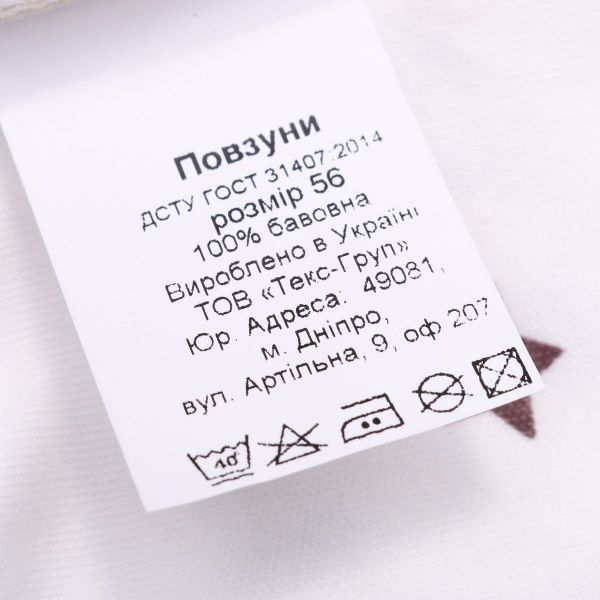 Повзуни
ДСТУ ГОСТ 31407:2014
розмір 56
100% бавовна
Вироблено в Україні
ТОВ «Текс-Груп»
Юр. Адреса: 49081,
м. Дніпро,
вул. Артільна, 9, оф 207
40